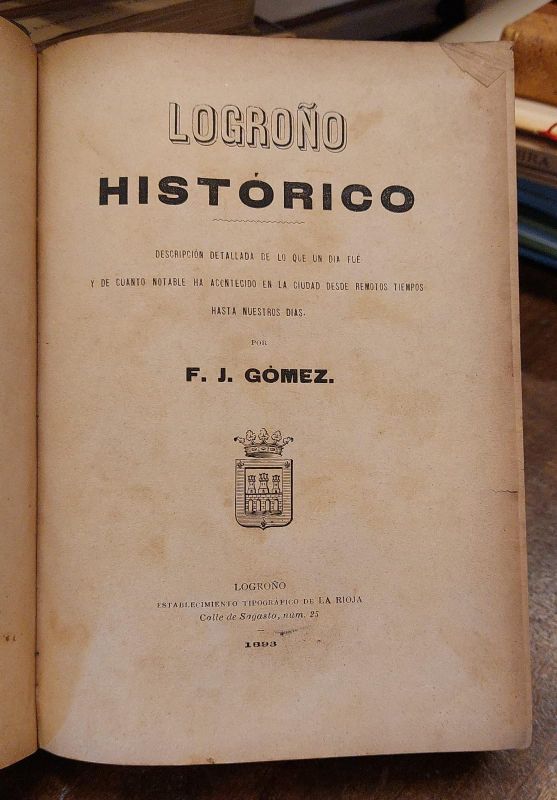 LOGROÑO
HISTÓRICO
DESCRIPCIÓN DETALLADA DE LO QUE UN DIA FUÉ
Y DE CUANTO NOTABLE HA ACONTECIDO EN LA CIUDAD DESDE REMOTOS TIEMPOS
HASTA NUESTROS DIAS.
POR
F. J. GÓMEZ.
LOGROÑO
ESTABLECIMIENTO TIPOGRÁFICO DE LA RIOJA
Calle de Sagasta, núm. 25
1893